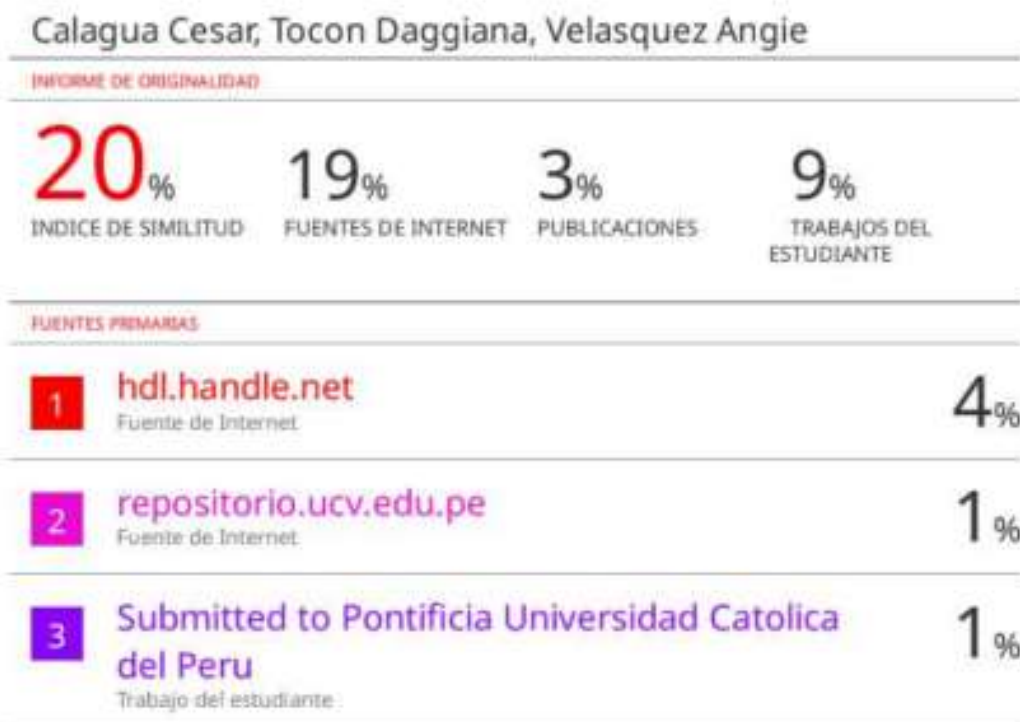 Calagua Cesar, Tocon Daggiana, Velasquez Angie
INFORME DE ORIGINALIDAD
20% 19% 3% 9%
INDICE DE SIMILITUD FUENTES DE INTERNET PUBLICACIONES TRABAJOS DEL
ESTUDIANTE
FUENTES PRIMARIAS
1 hdl.handle.net 4%
Fuente de Internet
2 repositorio.ucv.edu.pe 1%
Fuente de Internet
3 Submitted to Pontificia Universidad Catolica 1%
del Peru
Trabajo del estudiante